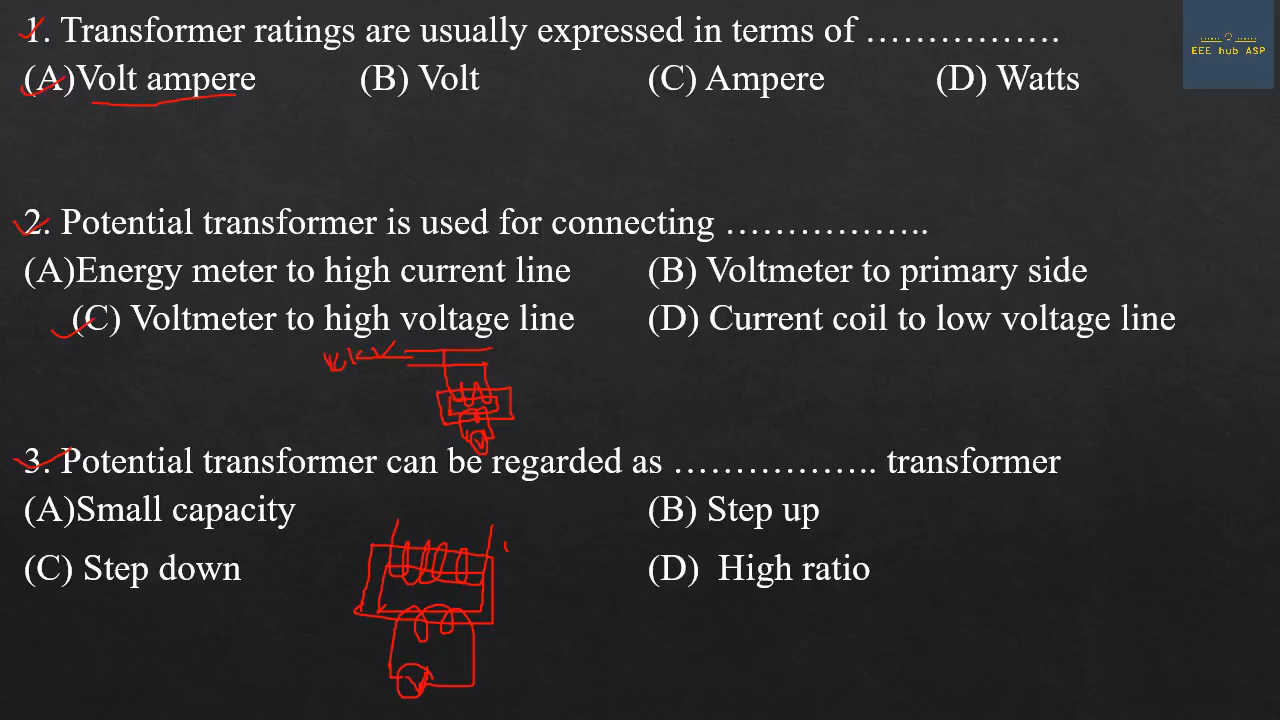 1. Transformer ratings are usually expressed in terms of …………….
(A)Volt ampere (B) Volt (C) Ampere (D) Watts
EEE hub ASP
2. Potential transformer is used for connecting ………………..
(A)Energy meter to high current line (B) Voltmeter to primary side
(C) Voltmeter to high voltage line (D) Current coil to low voltage line
V
3. Potential transformer can be regarded as ……………….. transformer
(A)Small capacity (B) Step up
(C) Step down (D) High ratio
V